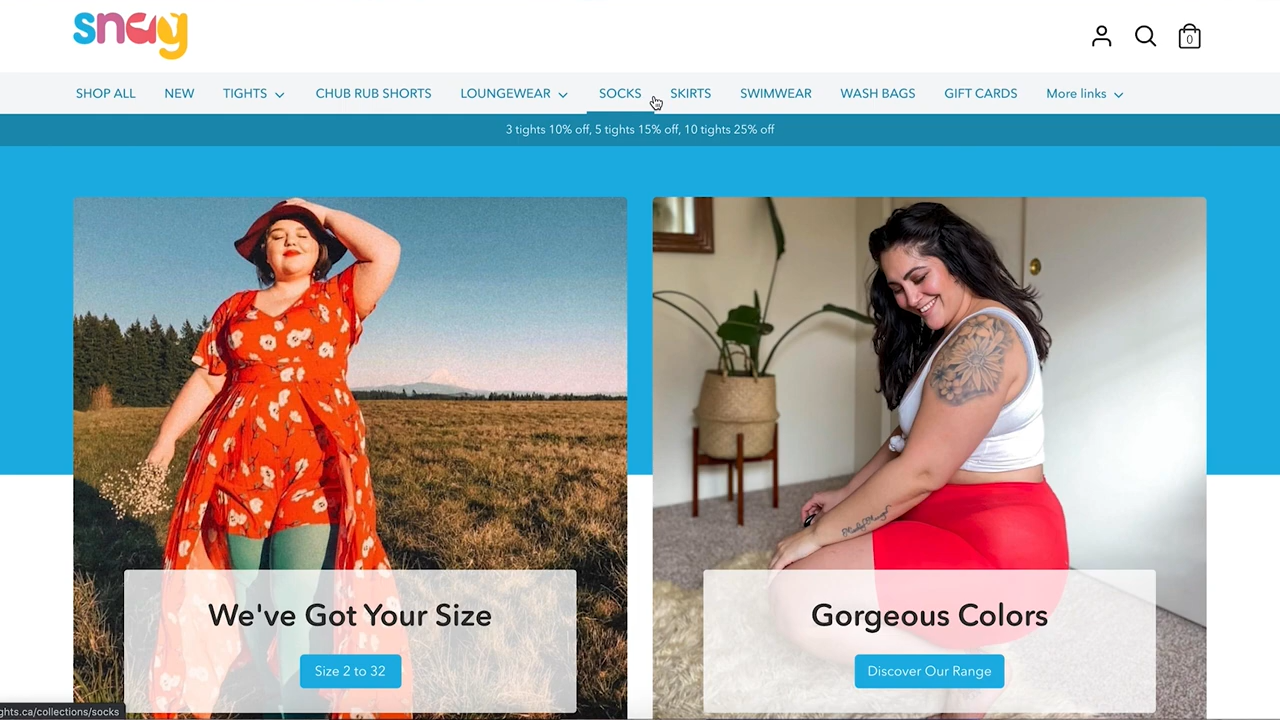 snag
0
SHOP ALL NEW TIGHTS CHUB RUB SHORTS LOUNGEWEAR SOCKS SKIRTS SWIMWEAR WASH BAGS GIFT CARDS More links
3 tights 10% off, 5 tights 15% off, 10 tights 25% off
We've Got Your Size
Size 2 to 32
Gorgeous Colors
Discover Our Range
ghts.ca/collections/socks